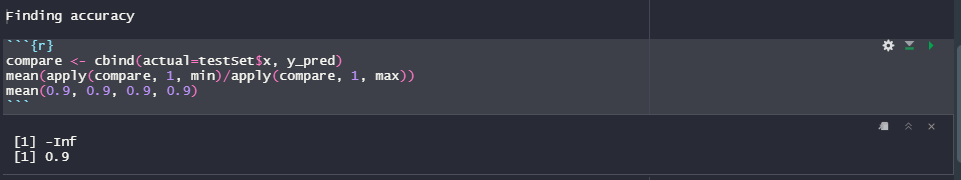 Finding accuracy
```{r}
compare <- cbind(actual=testSet$x, y_pred)
mean(apply(compare, 1, min)/apply(compare, 1, max))
mean(0.9, 0.9, 0.9, 0.9)
```
[1] -Inf
[1] 0.9